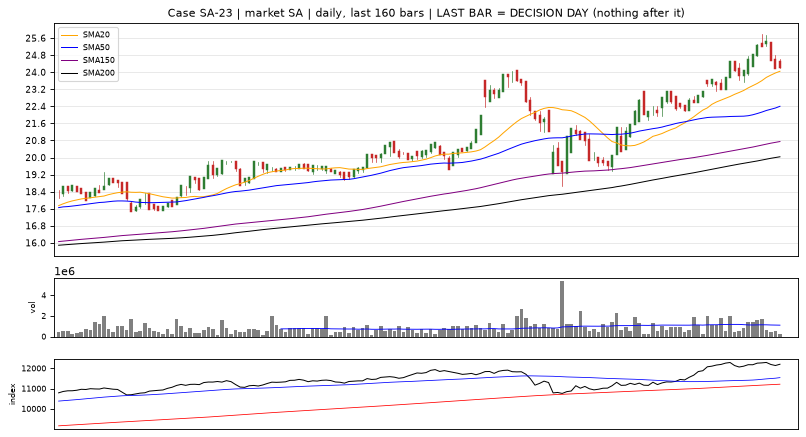 Case SA-23 | market SA | daily, last 160 bars | LAST BAR = DECISION DAY (nothing after it)
SMA20
SMA50
SMA150
SMA200
25.6
24.8
24.0
23.2
22.4
21.6
20.8
20.0
19.2
18.4
17.6
16.8
16.0
1e6
vol
4
2
0
index
12000
11000
10000